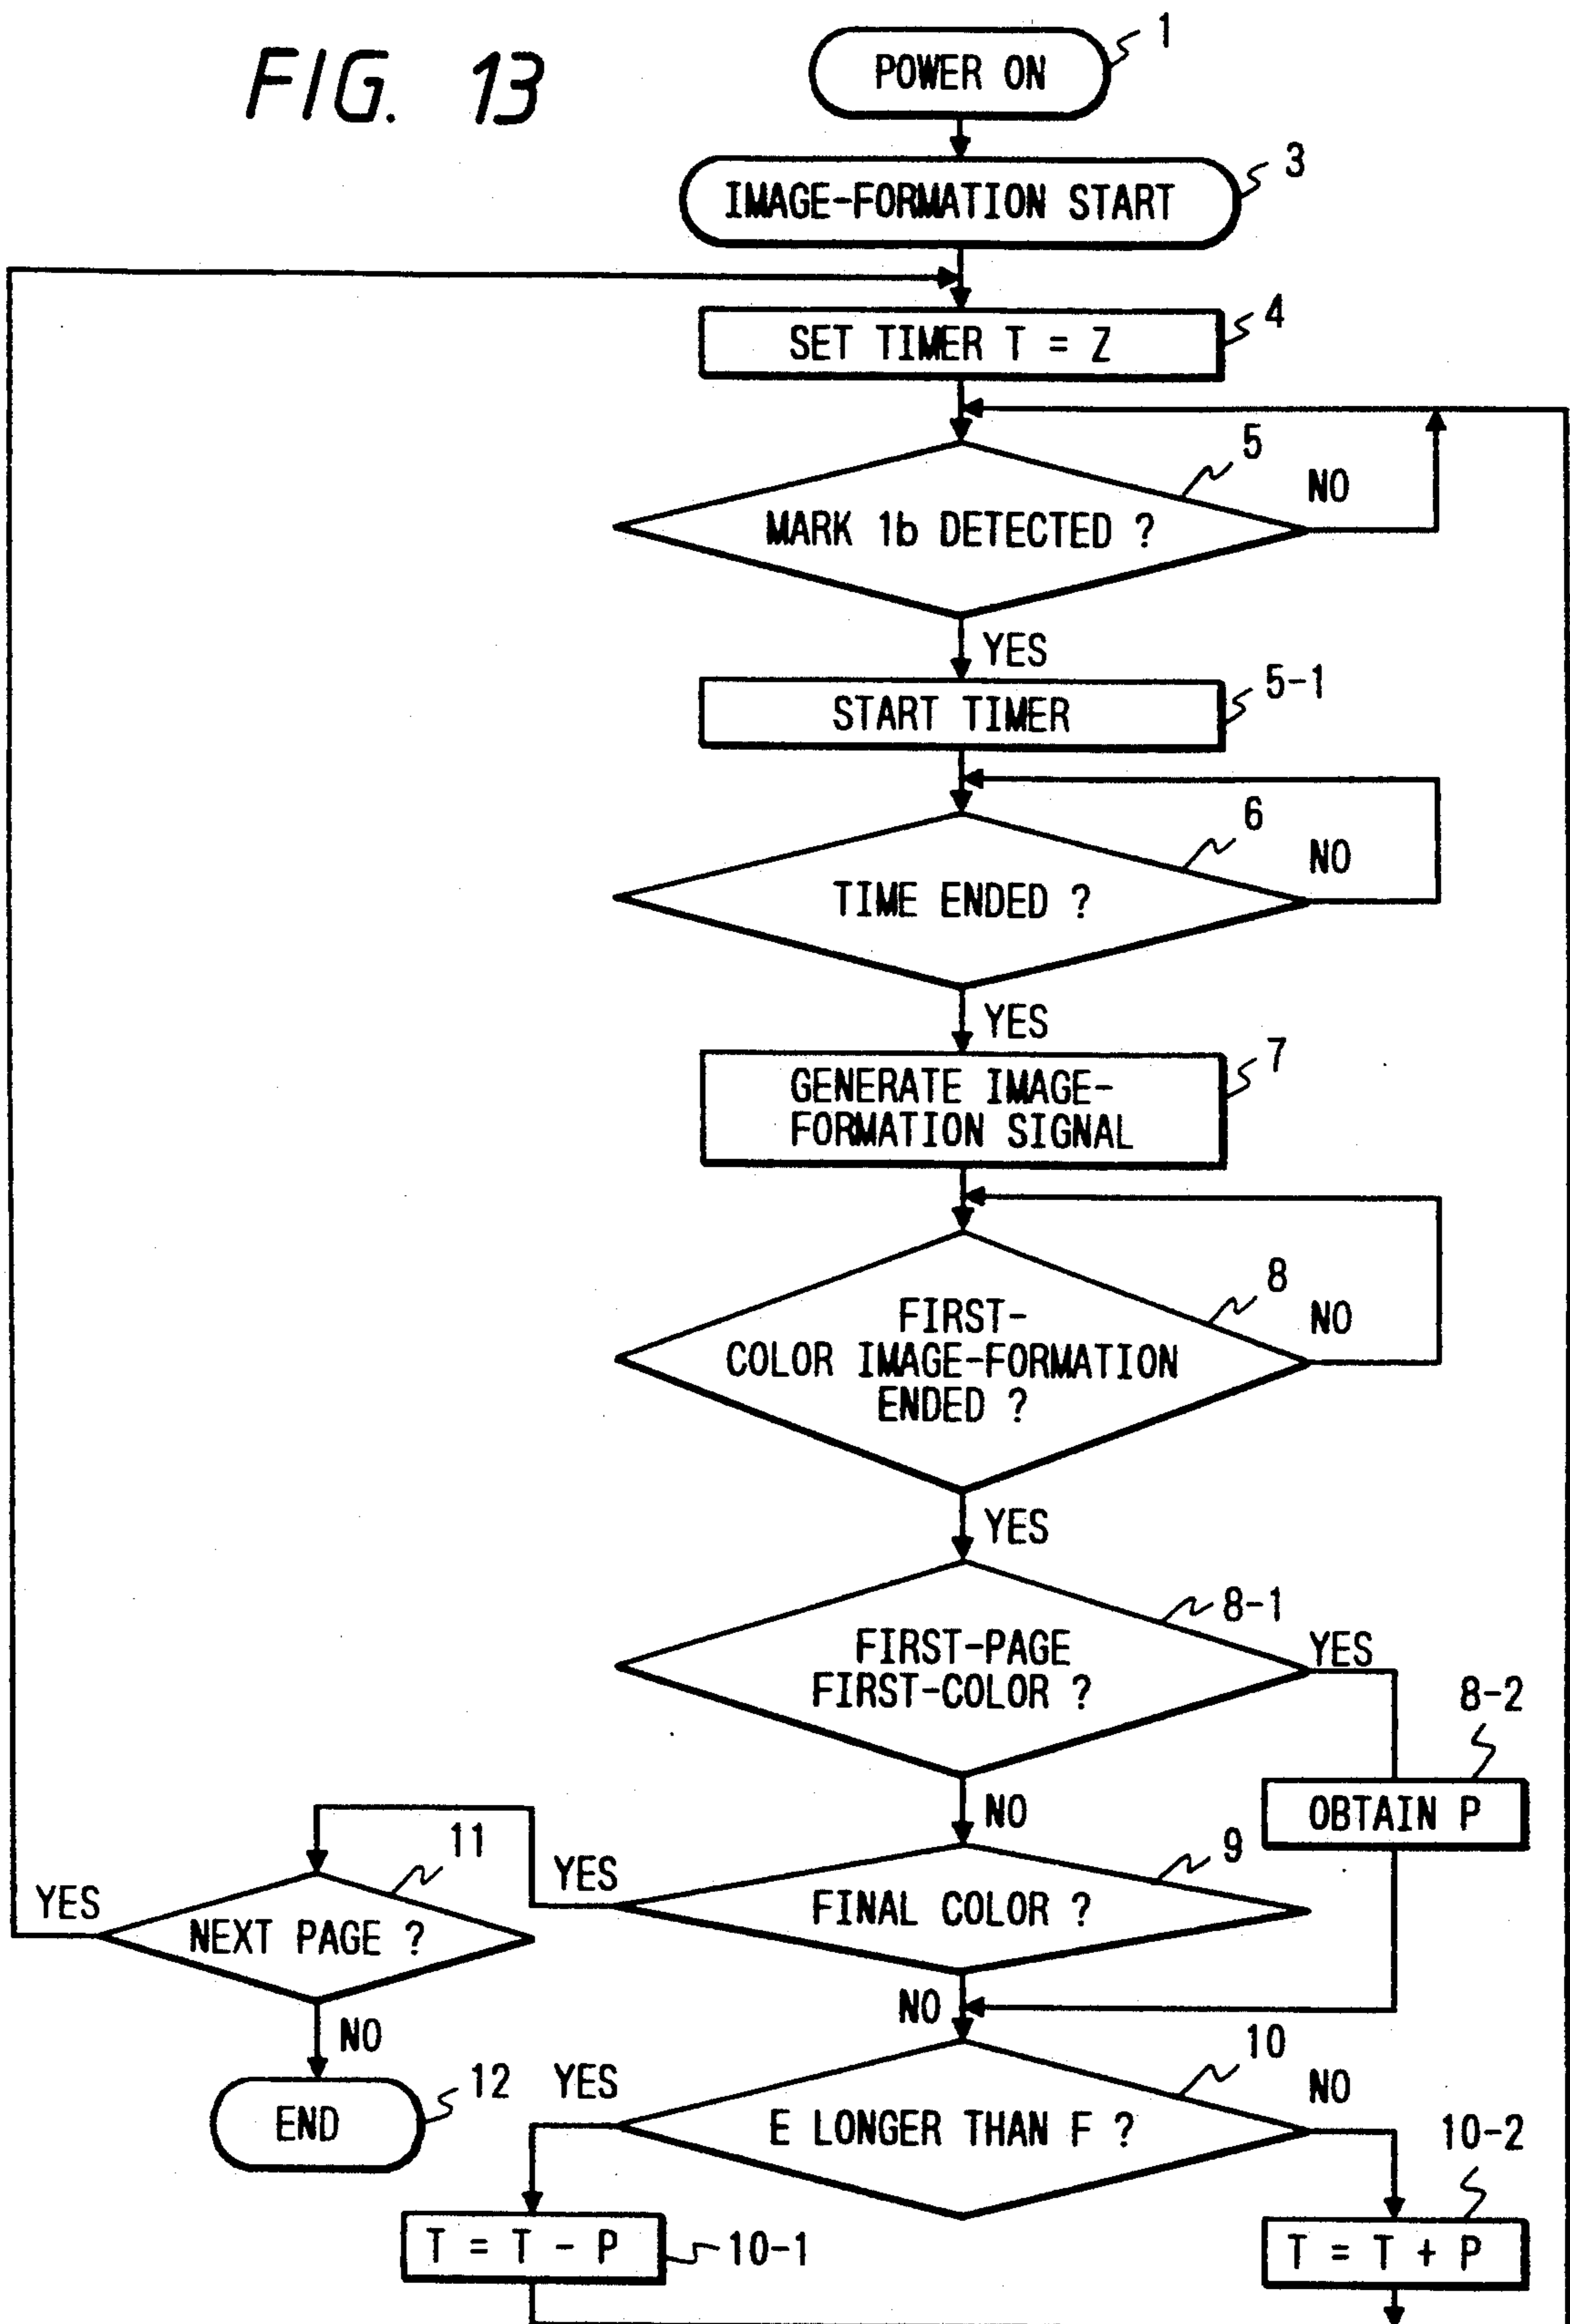 FIG. 13
POWER ON
1
IMAGE-FORMATION START
3
SET TIMER T = Z
4
5
NO
MARK 1b DETECTED ?
YES
START TIMER
5-1
6
NO
TIME ENDED ?
YES
GENERATE IMAGE-
FORMATION SIGNAL
7
8
NO
FIRST-
COLOR IMAGE-FORMATION
ENDED ?
YES
8-1
FIRST-PAGE
FIRST-COLOR ?
YES
8-2
OBTAIN P
NO
11
YES
9
YES
NEXT PAGE ?
FINAL COLOR ?
NO
NO
12
END
YES
10
NO
E LONGER THAN F ?
10-2
T = T - P
10-1
T = T + P